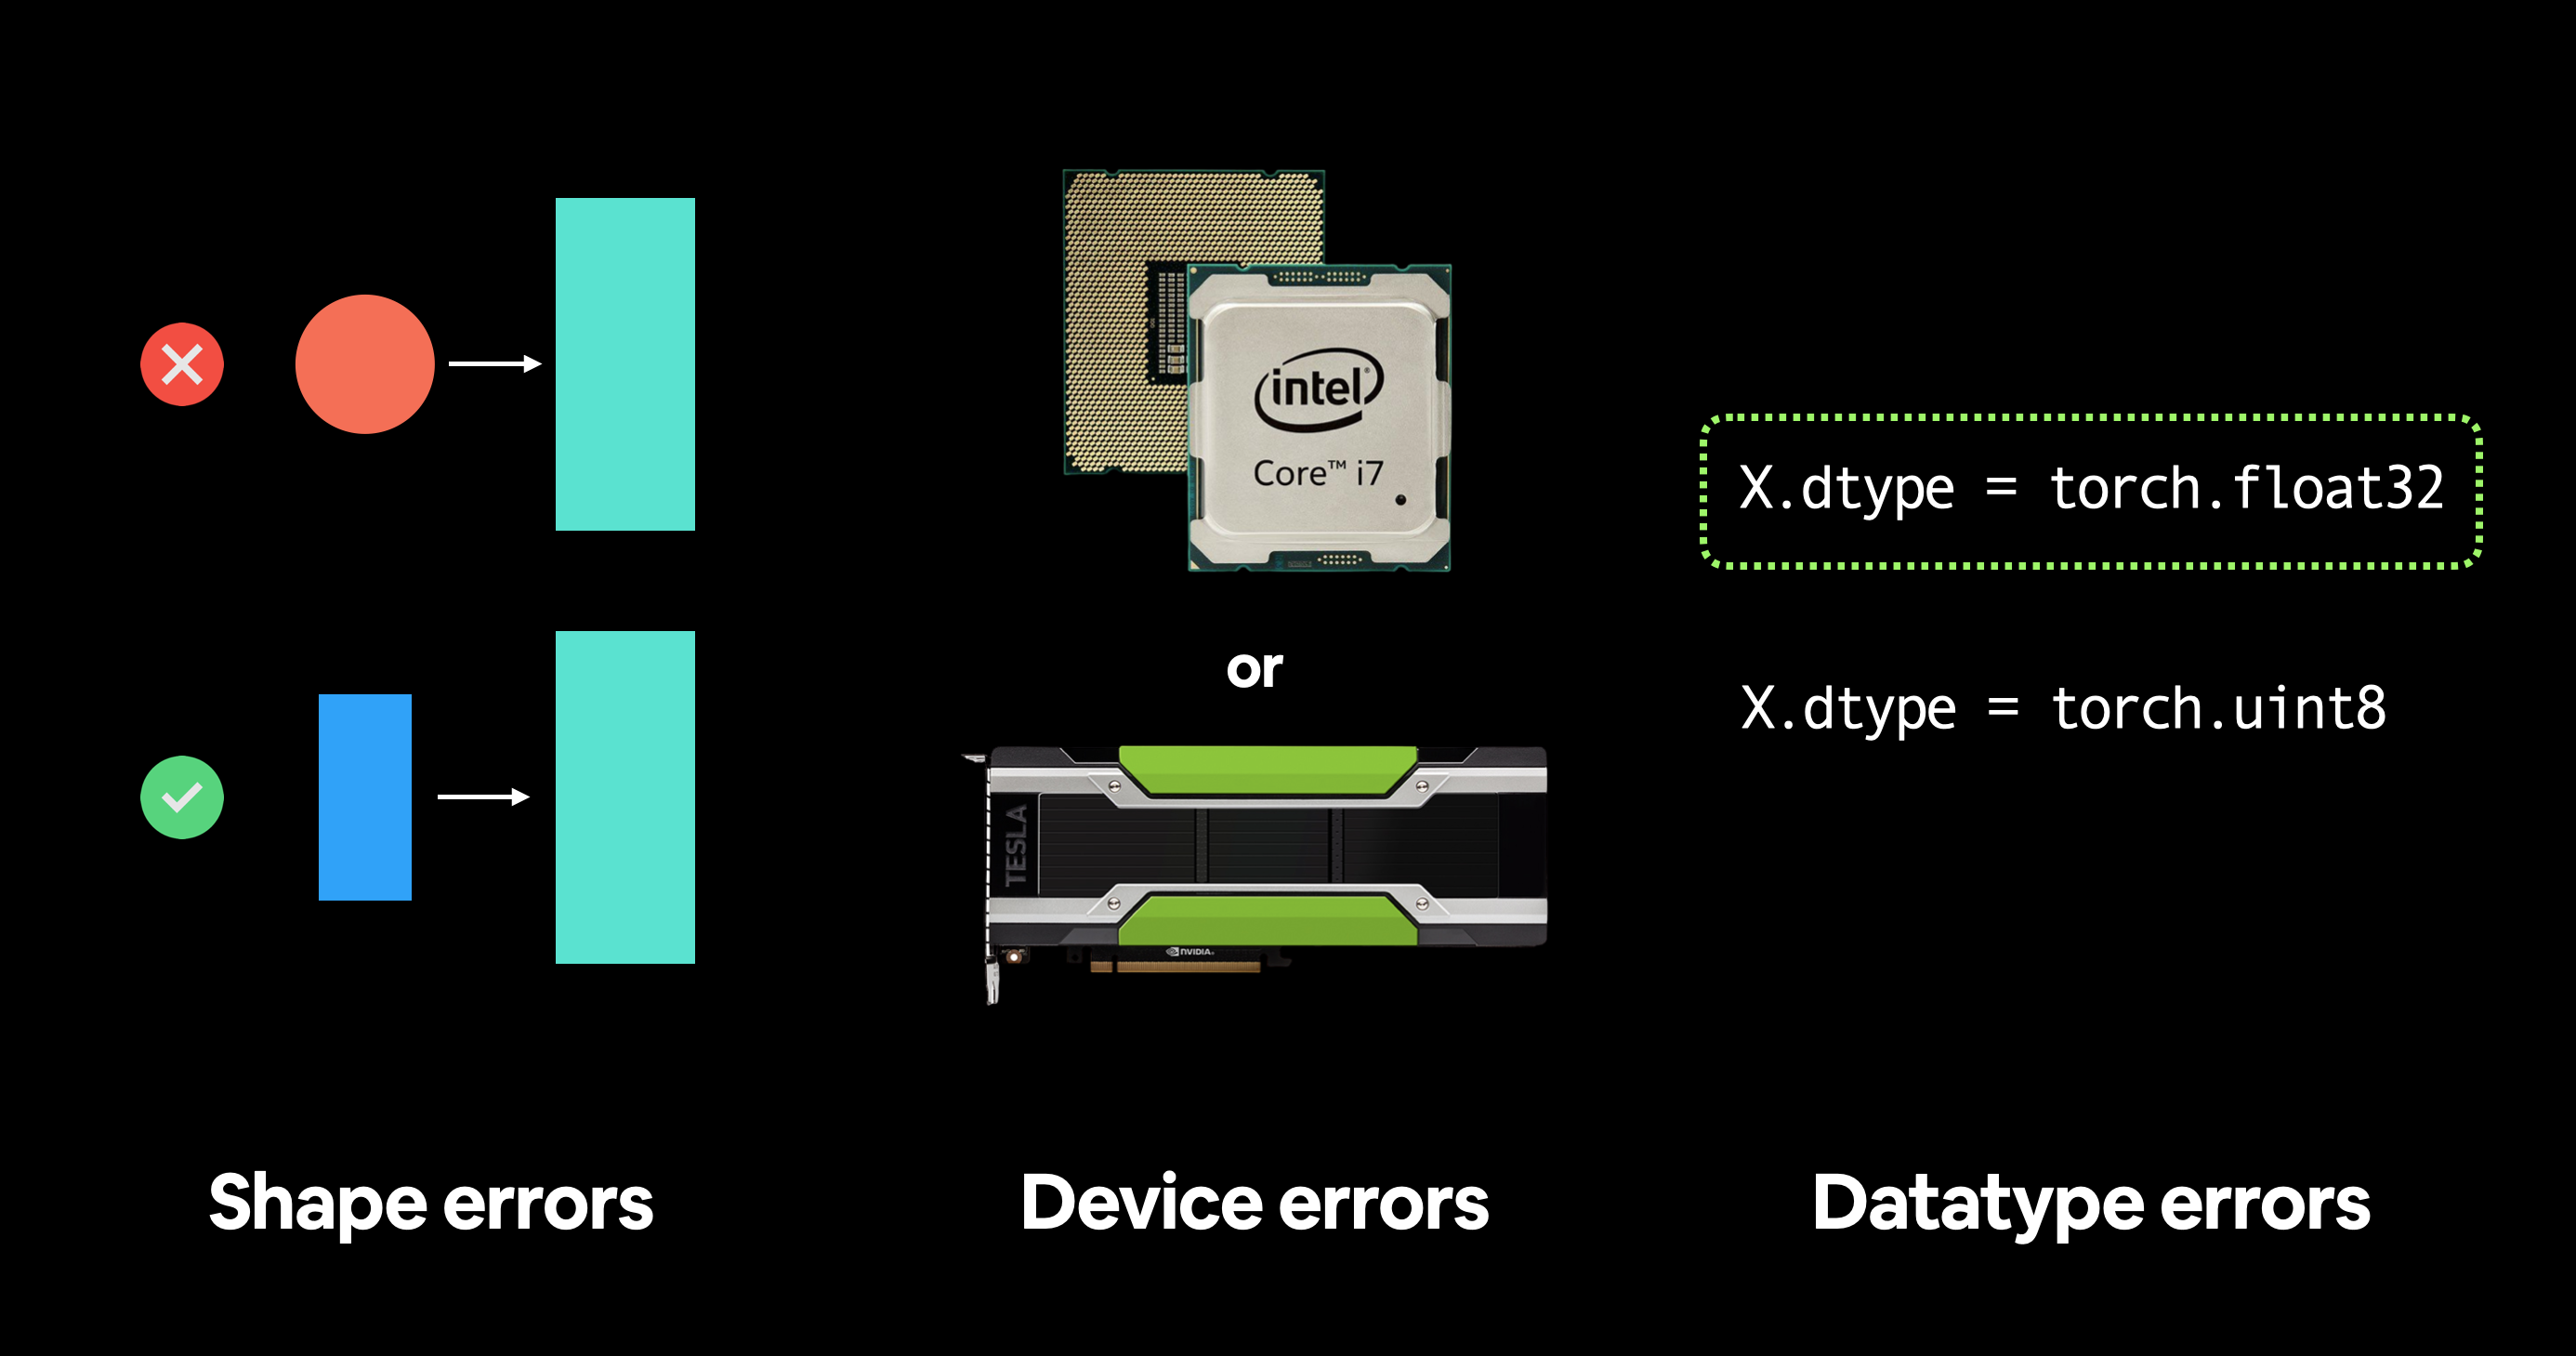 intel®
Core™ i7
or
TESLA
NVIDIA.
Shape errors
Device errors
X.dtype = torch.float32
X.dtype = torch.uint8
Datatype errors